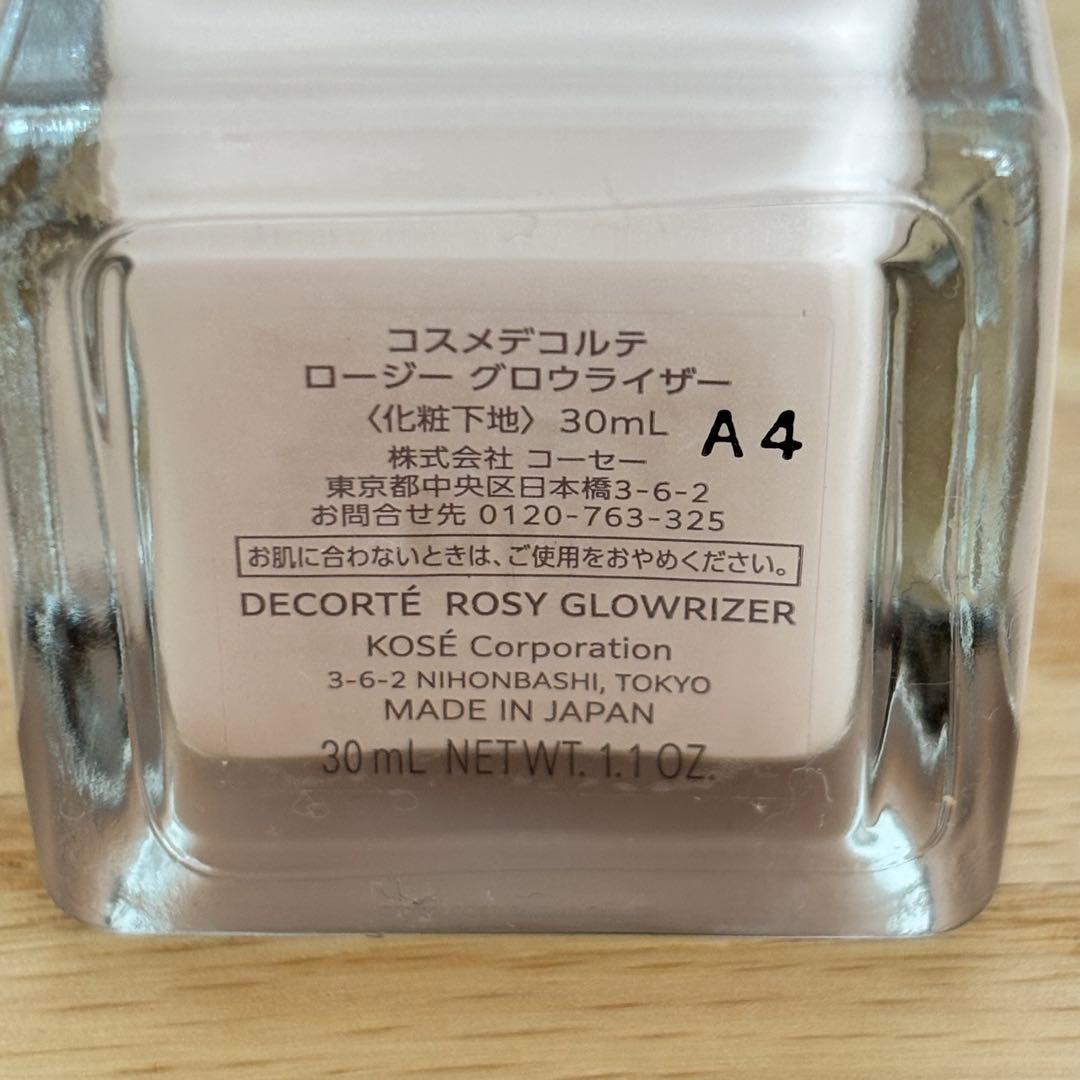 コスメデコルテ
ロージー グロウライザー
〈化粧下地〉 30mL
A4
株式会社 コーセー
東京都中央区日本橋3-6-2
お問合せ先 0120-763-325
お肌に合わないときは、ご使用をおやめください。
DECORTÉ ROSY GLOWRIZER
KOSÉ Corporation
3-6-2 NIHONBASHI, TOKYO
MADE IN JAPAN
30 mL NET WT. 1.1 OZ.